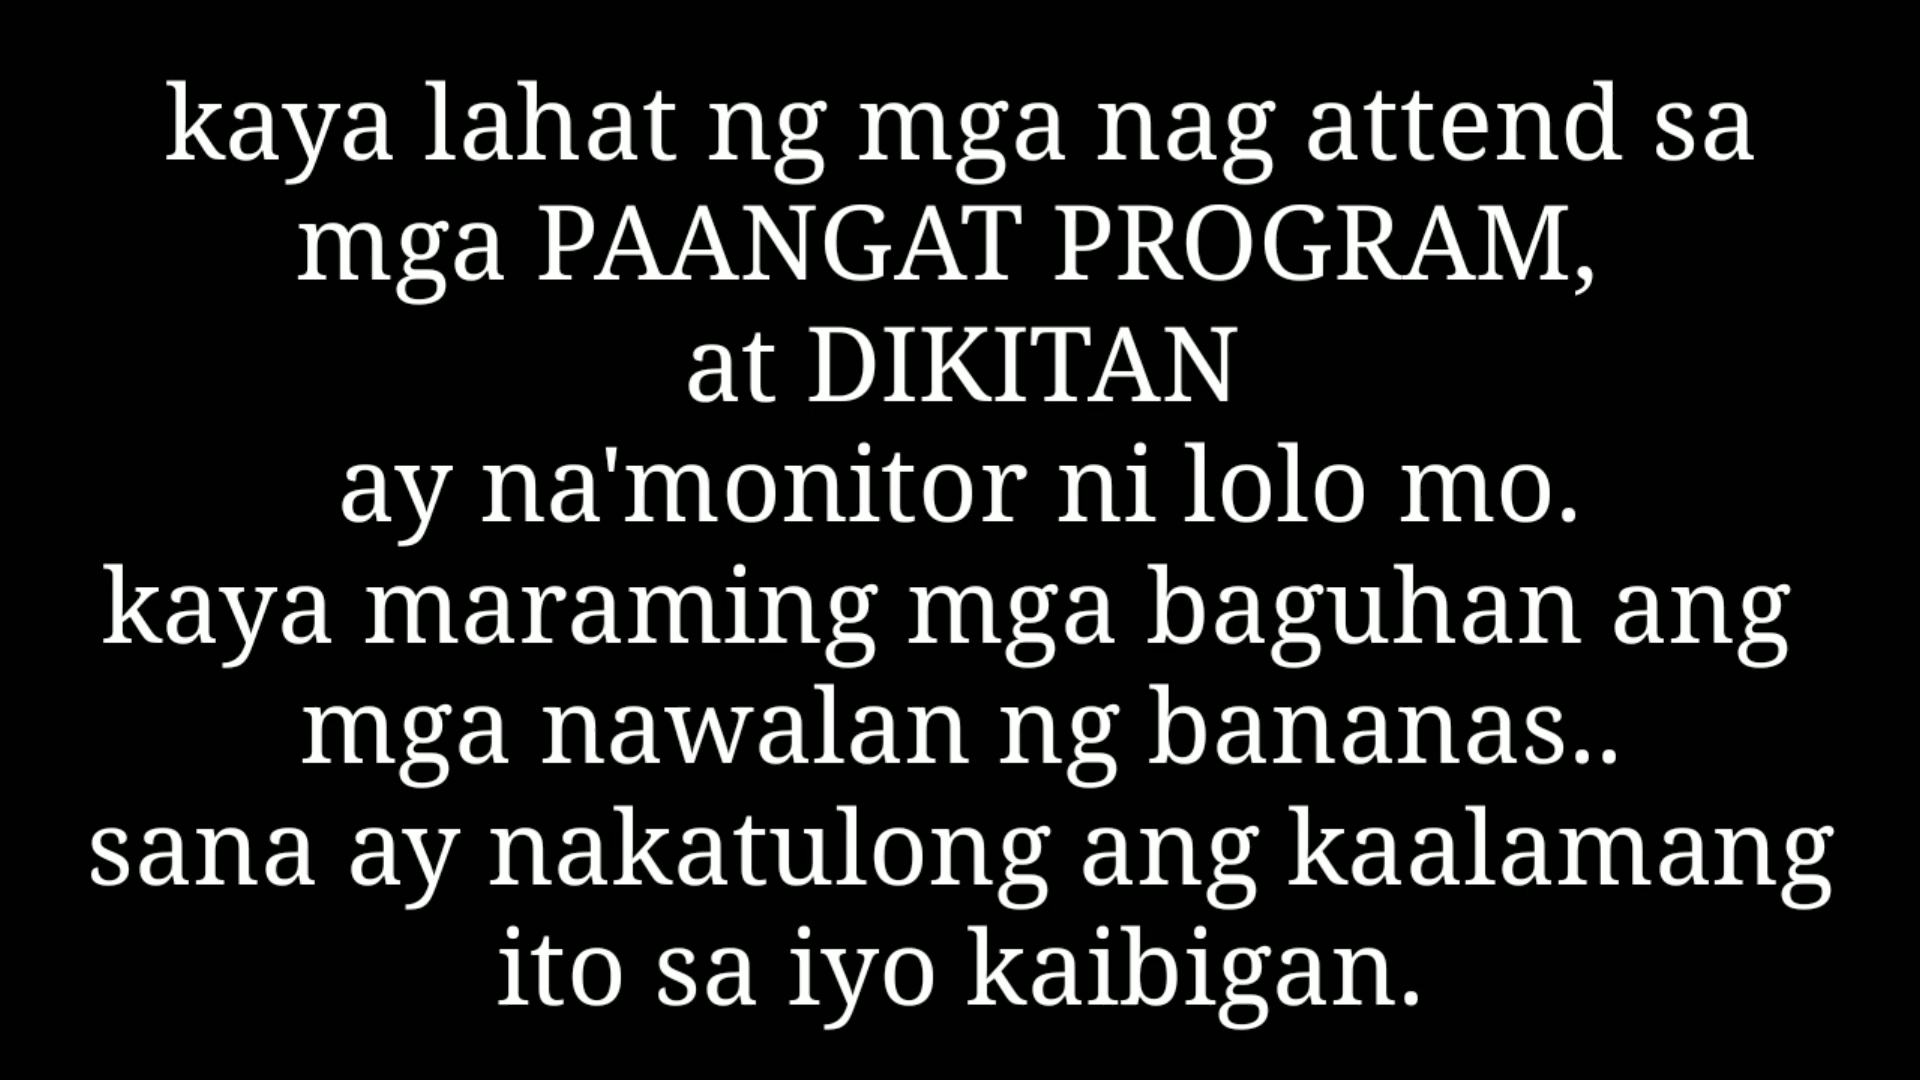 kaya lahat ng mga nag attend sa
mga PAANGAT PROGRAM,
at DIKITAN
ay na'monitor ni lolo mo.
kaya maraming mga baguhan ang
mga nawalan ng bananas..
sana ay nakatulong ang kaalamang
ito sa iyo kaibigan.